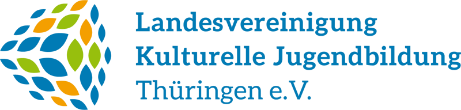 Landesvereinigung
Kulturelle Jugendbildung
Thüringen e.V.